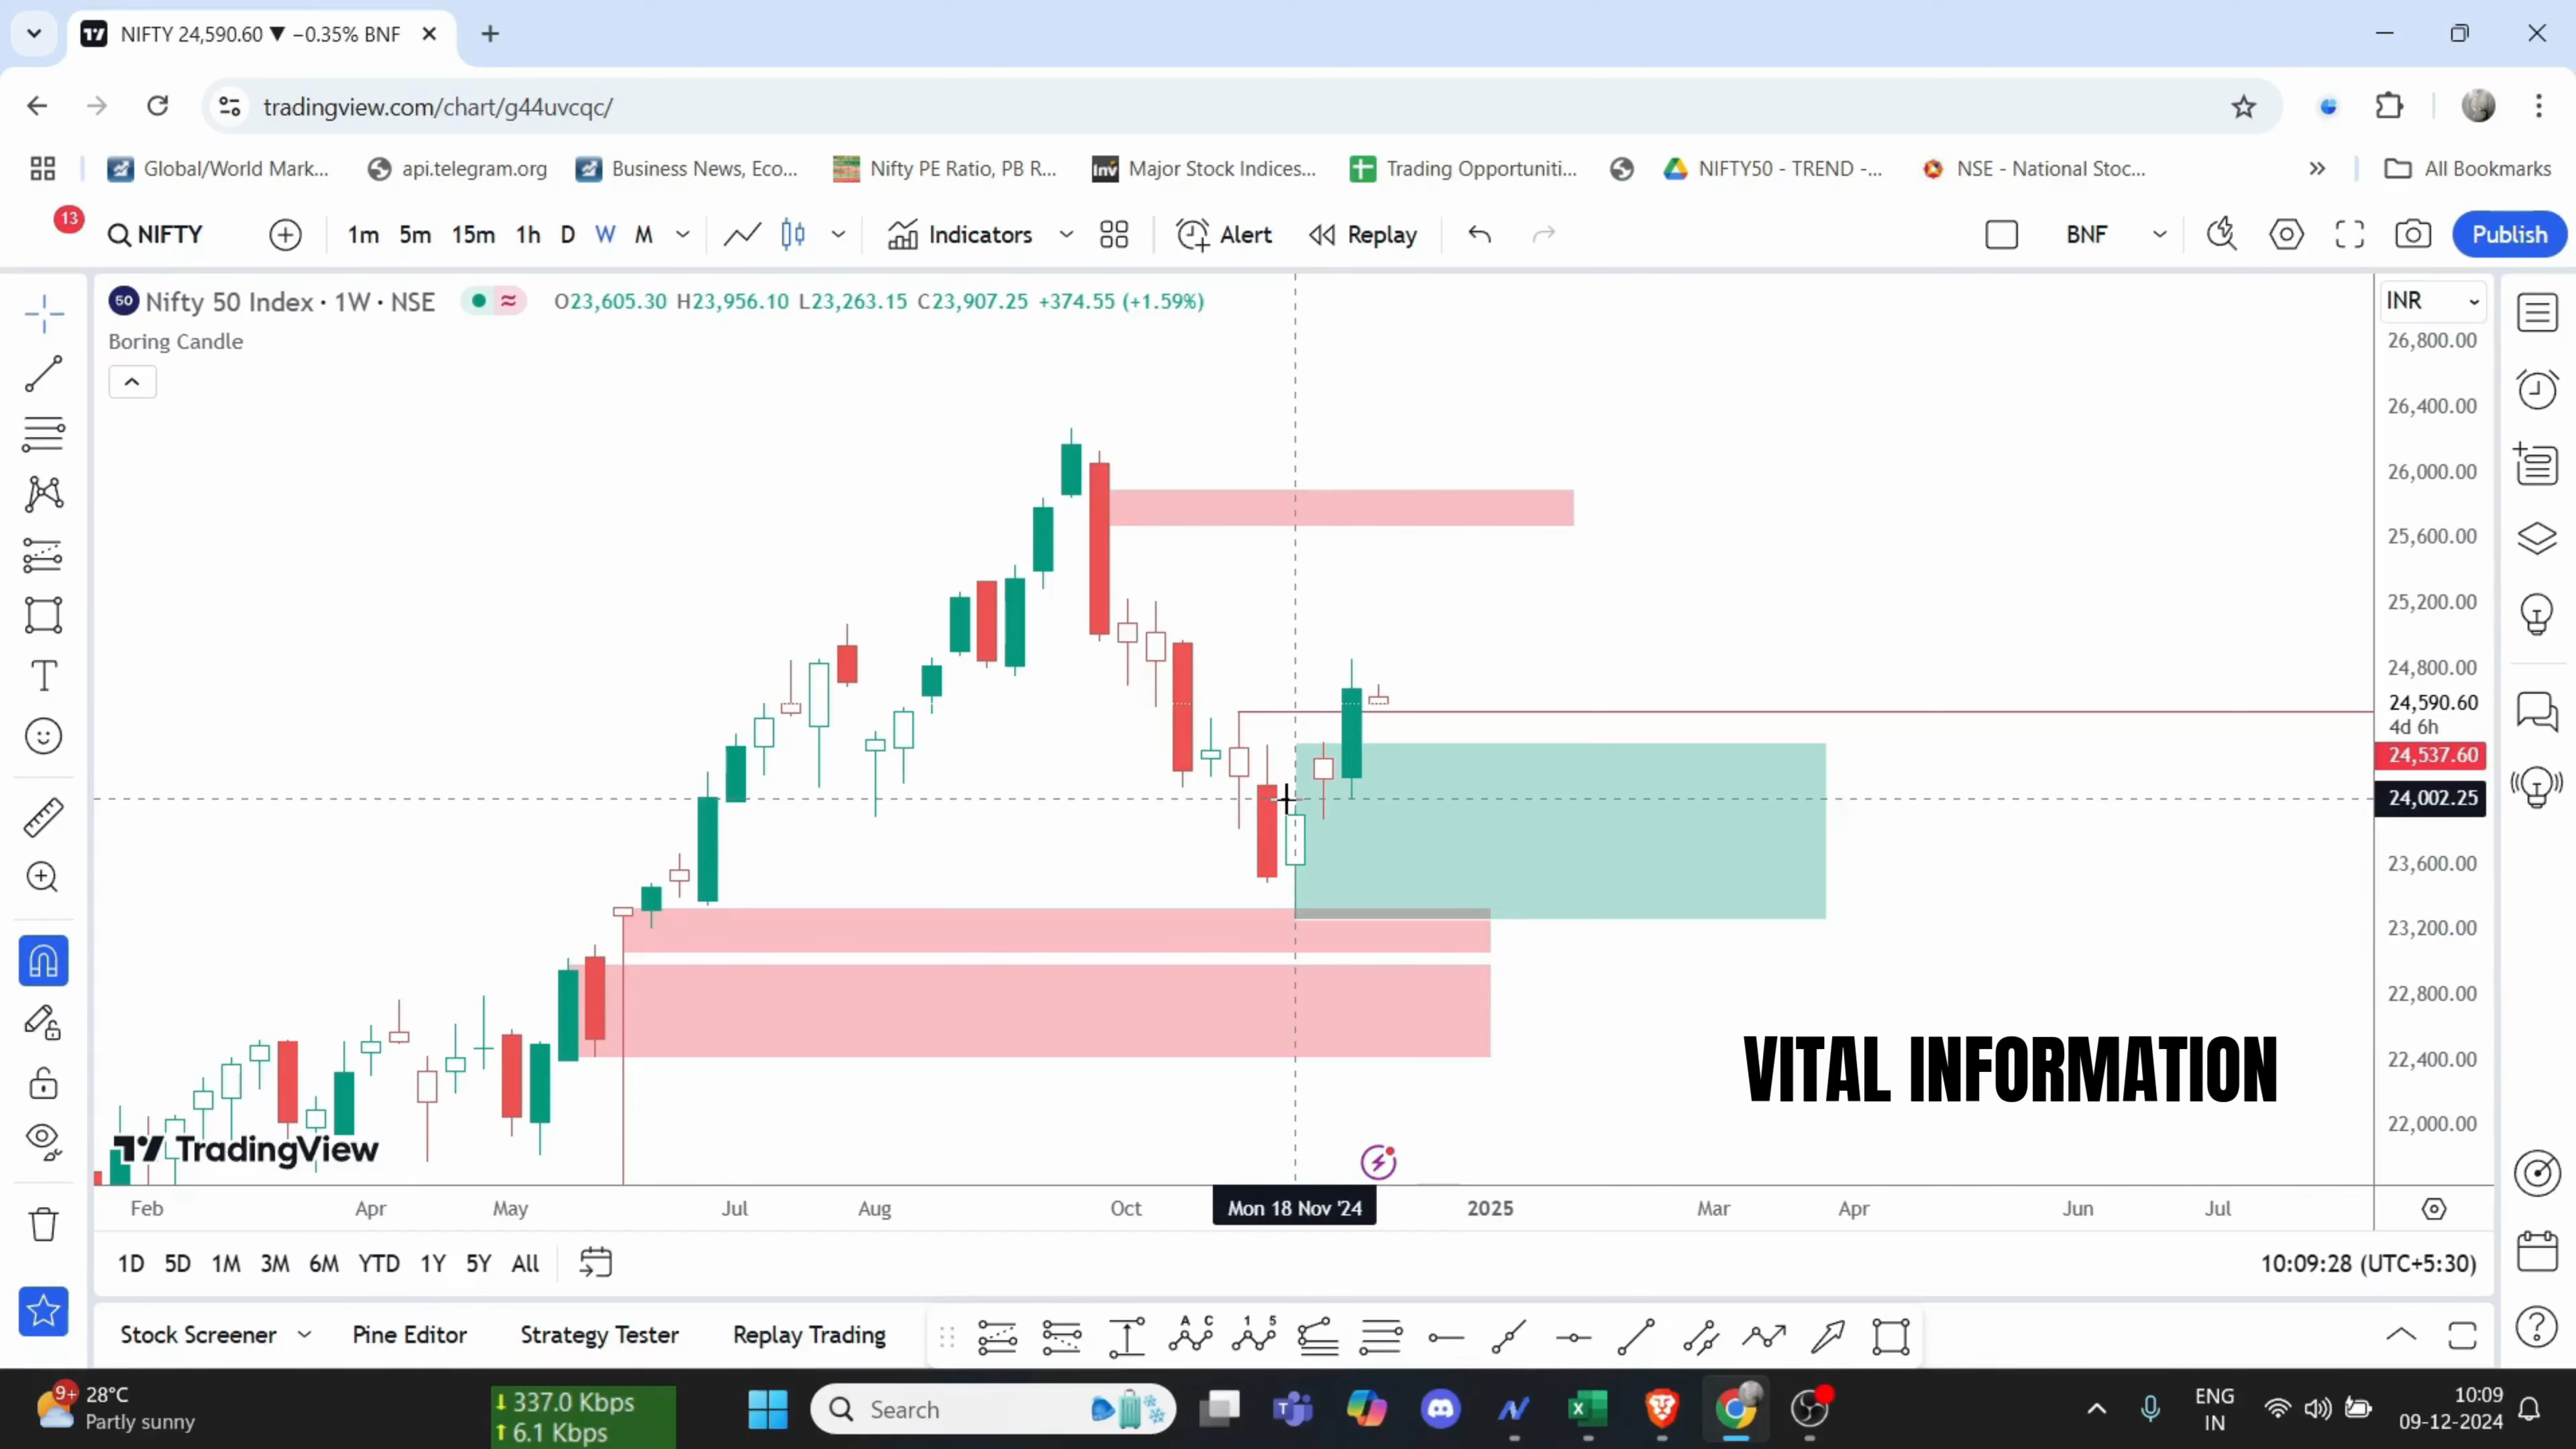 NIFTY 24,590.60 ▼ −0.35% BNF
tradingview.com/chart/g44uvcqc/
Global/World Mark... api.telegram.org Business News, Eco... Nifty PE Ratio, PB R... Inv Major Stock Indices... Trading Opportuniti... NIFTY50 - TREND -... NSE - National Stoc... » All Bookmarks
13 NIFTY 1m 5m 15m 1h D W M Indicators Alert Replay BNF Publish
50 Nifty 50 Index · 1W · NSE O23,605.30 H23,956.10 L23,263.15 C23,907.25 +374.55 (+1.59%) INR
Boring Candle
26,800.00
26,400.00
26,000.00
25,600.00
25,200.00
24,800.00
24,590.60
4d 6h
24,537.60
24,002.25
23,600.00
23,200.00
22,800.00
22,400.00
22,000.00
VITAL INFORMATION
TradingView
Feb Apr May Jul Aug Oct Mon 18 Nov '24 2025 Mar Apr Jun Jul
1D 5D 1M 3M 6M YTD 1Y 5Y All 10:09:28 (UTC+5:30)
Stock Screener Pine Editor Strategy Tester Replay Trading A C 1 5
9+ 28°C
Partly sunny
337.0 Kbps
6.1 Kbps
Search
ENG
IN
10:09
09-12-2024